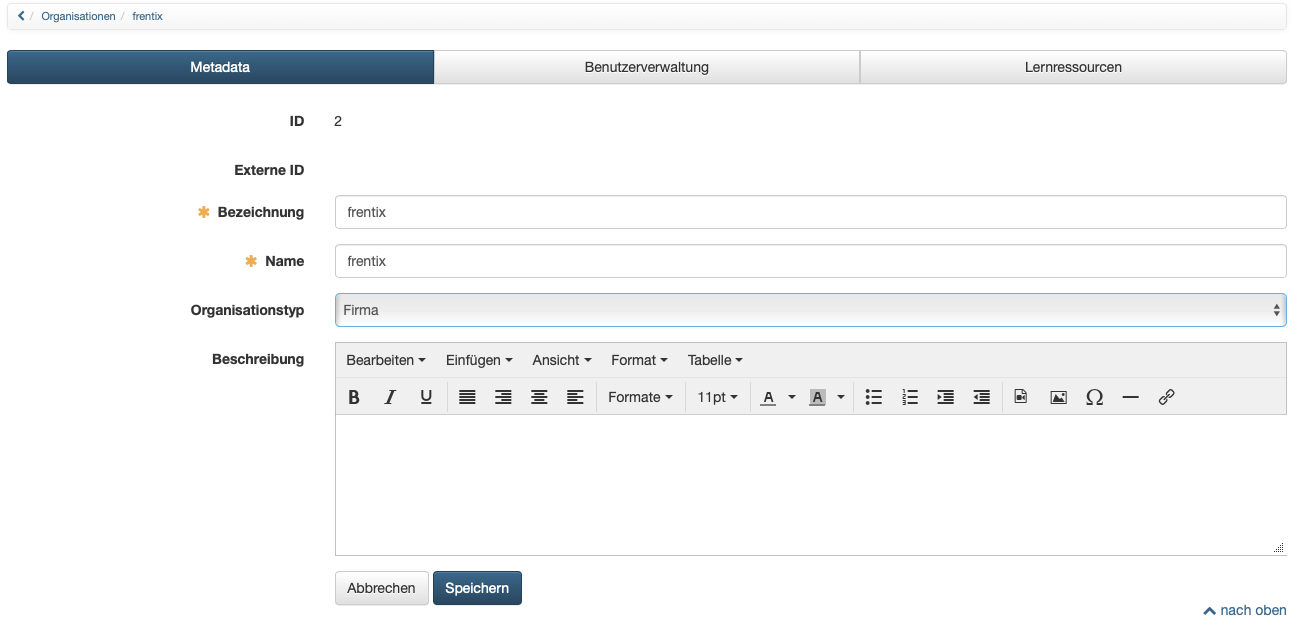 / Organisationen / frentix
Metadata Benutzerverwaltung Lernressourcen
ID 2
Externe ID
✱ Bezeichnung frentix
✱ Name frentix
Organisationstyp Firma
Beschreibung Bearbeiten Einfügen Ansicht Format Tabelle
B I U Formate 11pt A A Ω
Abbrechen Speichern
nach oben